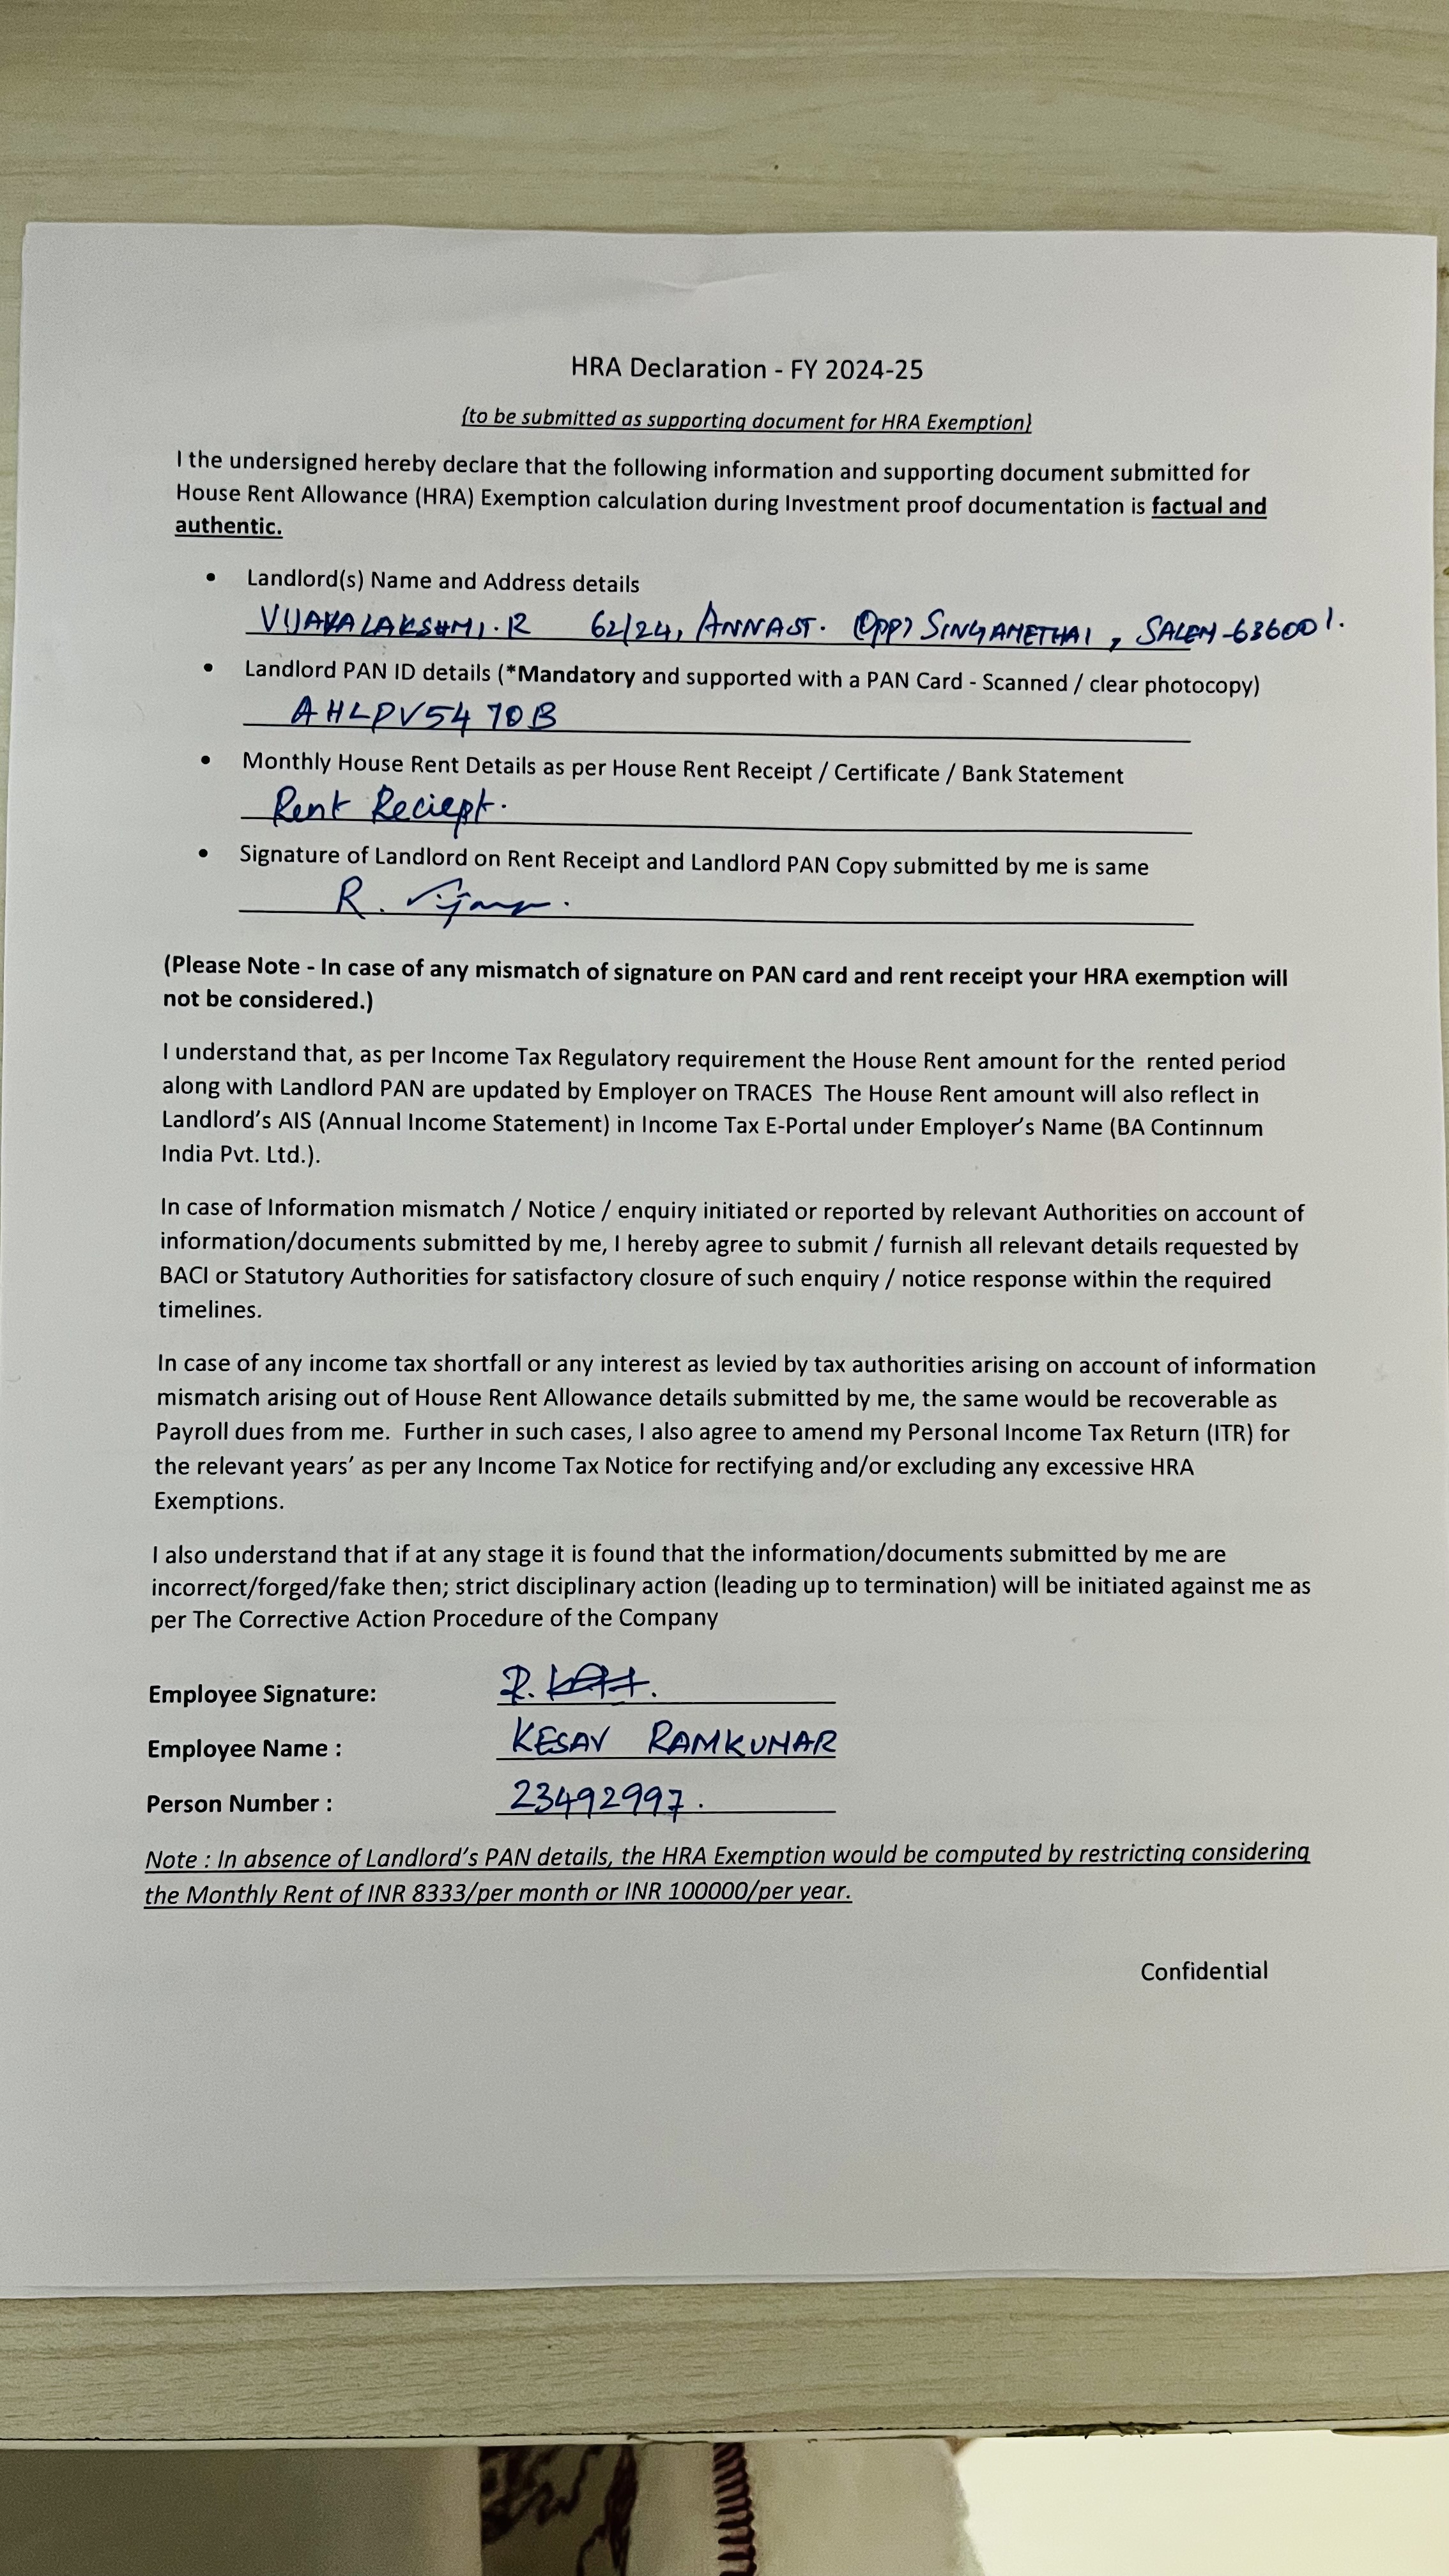 HRA Declaration - FY 2024-25
{to be submitted as supporting document for HRA Exemption}
I the undersigned hereby declare that the following information and supporting document submitted for
House Rent Allowance (HRA) Exemption calculation during Investment proof documentation is factual and
authentic.
• Landlord(s) Name and Address details
VIJAYALAKSHMI.R 62/24, ANNA ST. (OPP) SINGAMETHAI, SALEM-636001.
• Landlord PAN ID details (*Mandatory and supported with a PAN Card - Scanned / clear photocopy)
AHLPV5470B
• Monthly House Rent Details as per House Rent Receipt / Certificate / Bank Statement
Rent Reciept.
• Signature of Landlord on Rent Receipt and Landlord PAN Copy submitted by me is same
R.
(Please Note - In case of any mismatch of signature on PAN card and rent receipt your HRA exemption will
not be considered.)
I understand that, as per Income Tax Regulatory requirement the House Rent amount for the rented period
along with Landlord PAN are updated by Employer on TRACES The House Rent amount will also reflect in
Landlord's AIS (Annual Income Statement) in Income Tax E-Portal under Employer's Name (BA Continnum
India Pvt. Ltd.).
In case of Information mismatch / Notice / enquiry initiated or reported by relevant Authorities on account of
information/documents submitted by me, I hereby agree to submit / furnish all relevant details requested by
BACI or Statutory Authorities for satisfactory closure of such enquiry / notice response within the required
timelines.
In case of any income tax shortfall or any interest as levied by tax authorities arising on account of information
mismatch arising out of House Rent Allowance details submitted by me, the same would be recoverable as
Payroll dues from me. Further in such cases, I also agree to amend my Personal Income Tax Return (ITR) for
the relevant years' as per any Income Tax Notice for rectifying and/or excluding any excessive HRA
Exemptions.
I also understand that if at any stage it is found that the information/documents submitted by me are
incorrect/forged/fake then; strict disciplinary action (leading up to termination) will be initiated against me as
per The Corrective Action Procedure of the Company
Employee Signature: R.
Employee Name : KESAV RAMKUMAR
Person Number : 23492997.
Note : In absence of Landlord's PAN details, the HRA Exemption would be computed by restricting considering
the Monthly Rent of INR 8333/per month or INR 100000/per year.
Confidential